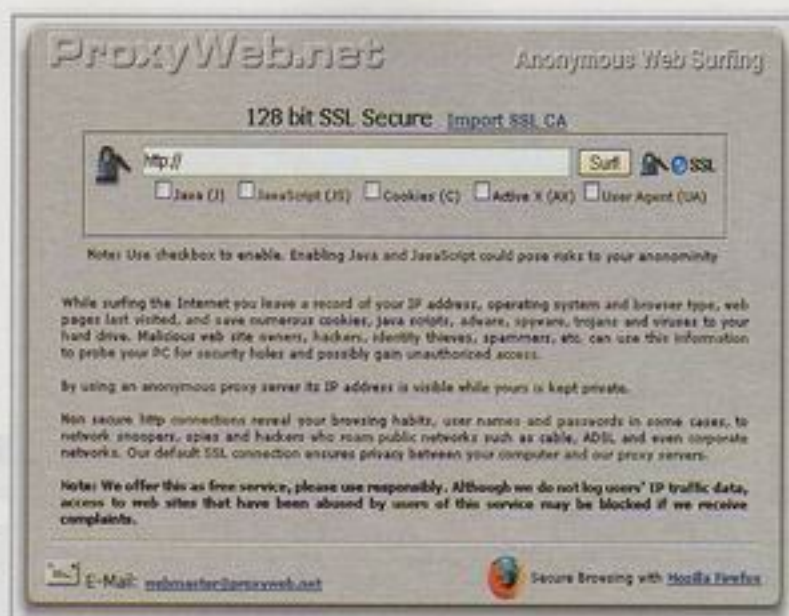 ProxyWeb.net
Anonymous Web Surfing
128 bit SSL Secure Import SSL CA
http://
Surf!
SSL
Java (J) JavaScript (JS) Cookies (C) Active X (AX) User Agent (UA)
Note: Use checkbox to enable. Enabling Java and JavaScript could pose risks to your anonominity
While surfing the Internet you leave a record of your IP address, operating system and browser type, web
pages last visited, and save numerous cookies, java scripts, adware, spyware, trojans and viruses to your
hard drive. Malicious web site owners, hackers, identity thieves, spammers, etc. can use this information
to probe your PC for security holes and possibly gain unauthorized access.
By using an anonymous proxy server its IP address is visible while yours is kept private.
Non secure http connections reveal your browsing habits, user names and passwords in some cases, to
network snoopers, spies and hackers who roam public networks such as cable, ADSL and even corporate
networks. Our default SSL connection ensures privacy between your computer and our proxy servers.
Note: We offer this as free service, please use responsibly. Although we do not log users' IP traffic data,
access to web sites that have been abused by users of this service may be blocked if we receive
complaints.
E-Mail: webmaster@proxyweb.net
Secure Browsing with Mozilla Firefox